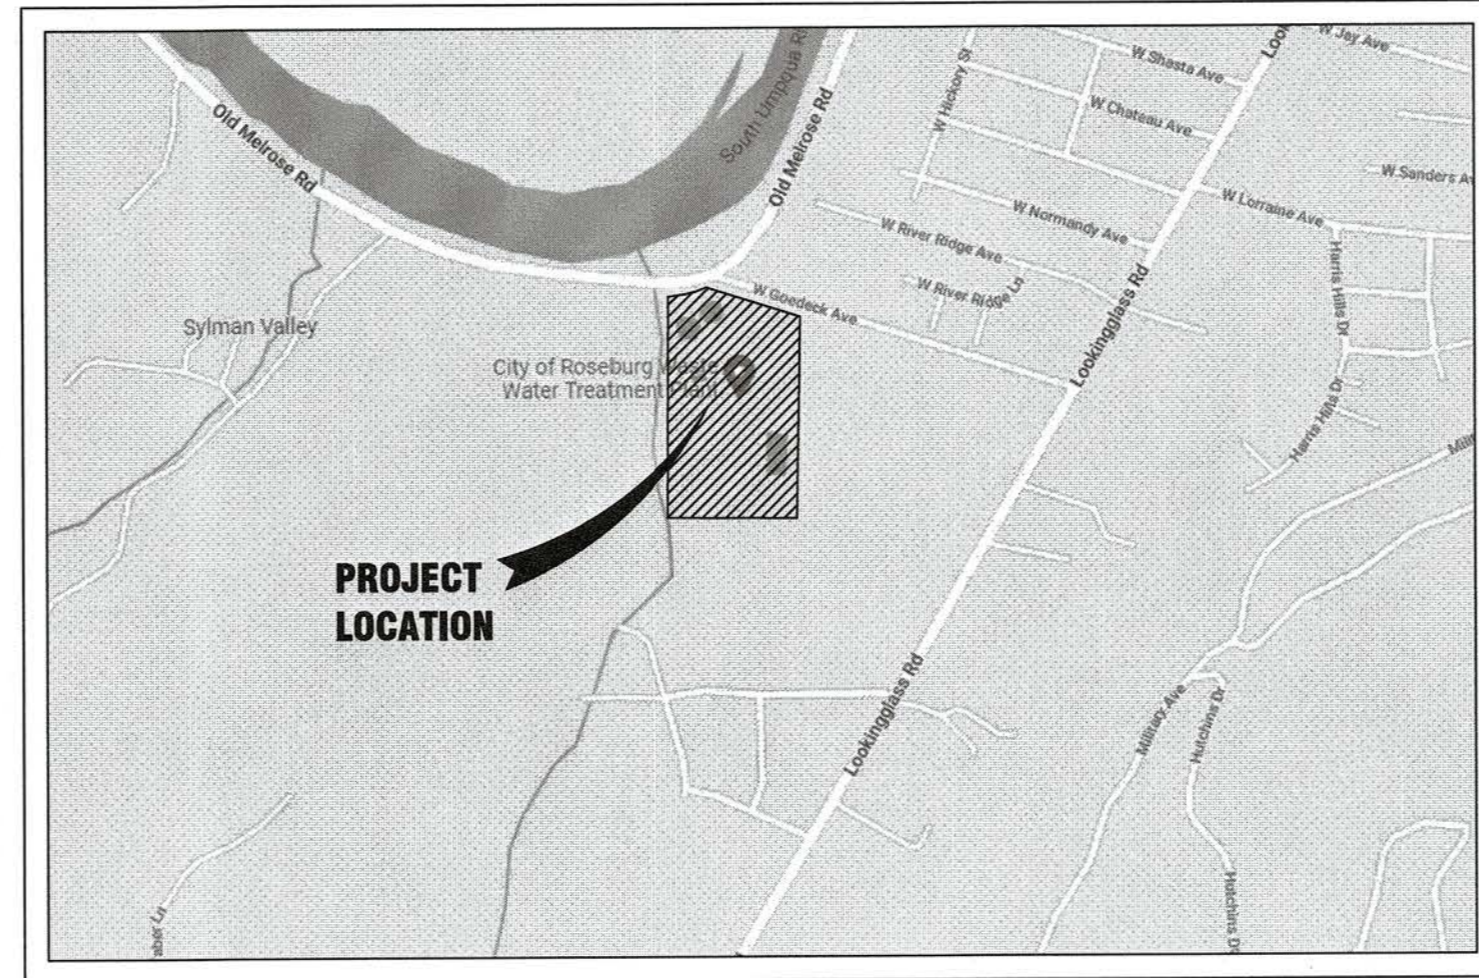 W Jay Ave
W Shasta Ave
W Hickory St
W Chateau Ave
South Umpqua
Old Melrose Rd
Old Melrose Rd
W Sanders
W Lorraine Ave
W Normandy Ave
W River Ridge Ave
W River Ridge Ln
Harris Hills Dr
W Goedeck Ave
Lookingglass Rd
Sylman Valley
City of Roseburg Waste
Water Treatment Plant
Harris Hills Dr
PROJECT
LOCATION
Lookingglass Rd
Military Ave
Hutchins Dr
Hutchins